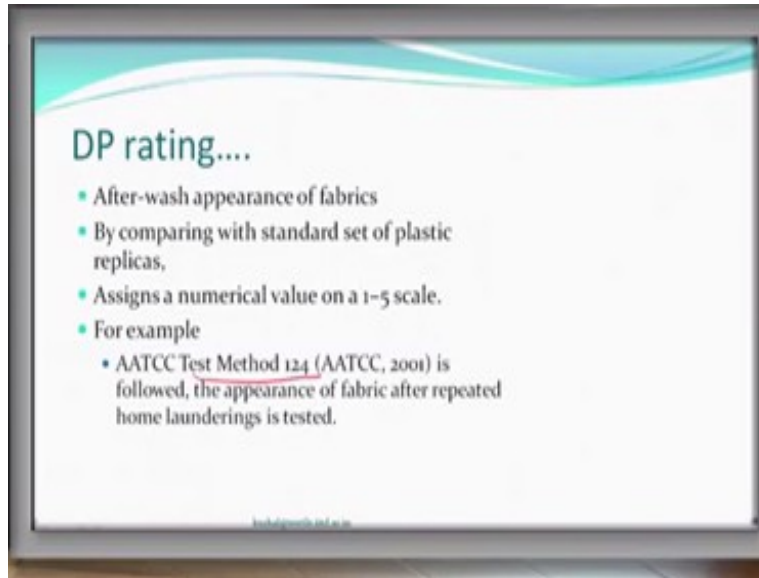 DP rating....
After-wash appearance of fabrics
By comparing with standard set of plastic
replicas,
Assigns a numerical value on a 1–5 scale.
For example
AATCC Test Method 124 (AATCC, 2001) is
followed, the appearance of fabric after repeated
home launderings is tested.